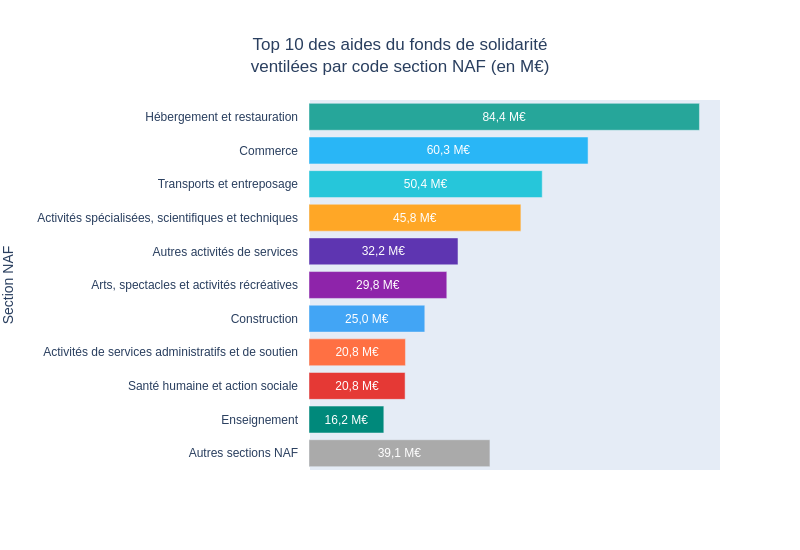 Top 10 des aides du fonds de solidarité
ventilées par code section NAF (en M€)
Section NAF
Hébergement et restauration 84,4 M€
Commerce 60,3 M€
Transports et entreposage 50,4 M€
Activités spécialisées, scientifiques et techniques 45,8 M€
Autres activités de services 32,2 M€
Arts, spectacles et activités récréatives 29,8 M€
Construction 25,0 M€
Activités de services administratifs et de soutien 20,8 M€
Santé humaine et action sociale 20,8 M€
Enseignement 16,2 M€
Autres sections NAF 39,1 M€